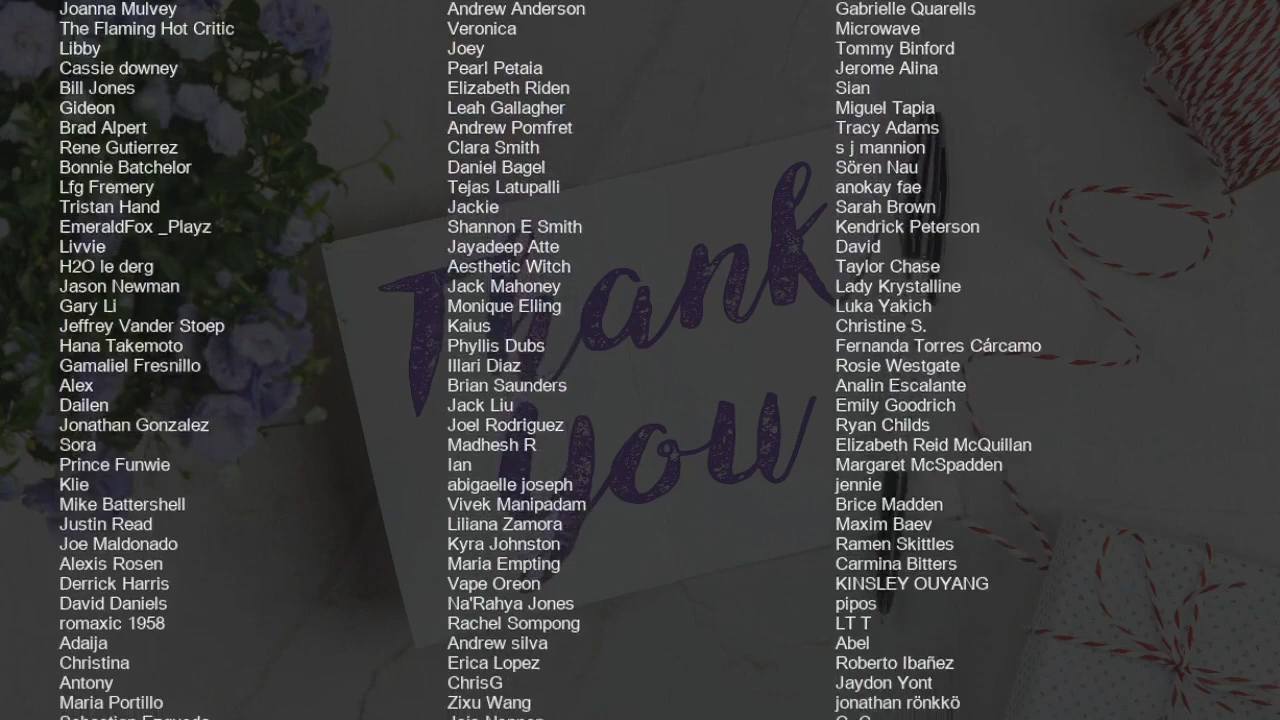 Joanna Mulvey
The Flaming Hot Critic
Libby
Cassie downey
Bill Jones
Gideon
Brad Alpert
Rene Gutierrez
Bonnie Batchelor
Lfg Fremery
Tristan Hand
EmeraldFox _Playz
Livvie
H2O le derg
Jason Newman
Gary Li
Jeffrey Vander Stoep
Hana Takemoto
Gamaliel Fresnillo
Alex
Dailen
Jonathan Gonzalez
Sora
Prince Funwie
Klie
Mike Battershell
Justin Read
Joe Maldonado
Alexis Rosen
Derrick Harris
David Daniels
romaxic 1958
Adaija
Christina
Antony
Maria Portillo
Andrew Anderson
Veronica
Joey
Pearl Petaia
Elizabeth Riden
Leah Gallagher
Andrew Pomfret
Clara Smith
Daniel Bagel
Tejas Latupalli
Jackie
Shannon E Smith
Jayadeep Atte
Aesthetic Witch
Jack Mahoney
Monique Elling
Kaius
Phyllis Dubs
Illari Diaz
Brian Saunders
Jack Liu
Joel Rodriguez
Madhesh R
Ian
abigaelle joseph
Vivek Manipadam
Liliana Zamora
Kyra Johnston
Maria Empting
Vape Oreon
Na'Rahya Jones
Rachel Sompong
Andrew silva
Erica Lopez
ChrisG
Zixu Wang
Gabrielle Quarells
Microwave
Tommy Binford
Jerome Alina
Sian
Miguel Tapia
Tracy Adams
s j mannion
Sören Nau
anokay fae
Sarah Brown
Kendrick Peterson
David
Taylor Chase
Lady Krystalline
Luka Yakich
Christine S.
Fernanda Torres Cárcamo
Rosie Westgate
Analin Escalante
Emily Goodrich
Ryan Childs
Elizabeth Reid McQuillan
Margaret McSpadden
jennie
Brice Madden
Maxim Baev
Ramen Skittles
Carmina Bitters
KINSLEY OUYANG
pipos
LT T
Abel
Roberto Ibañez
Jaydon Yont
jonathan rönkkö
Thank
you